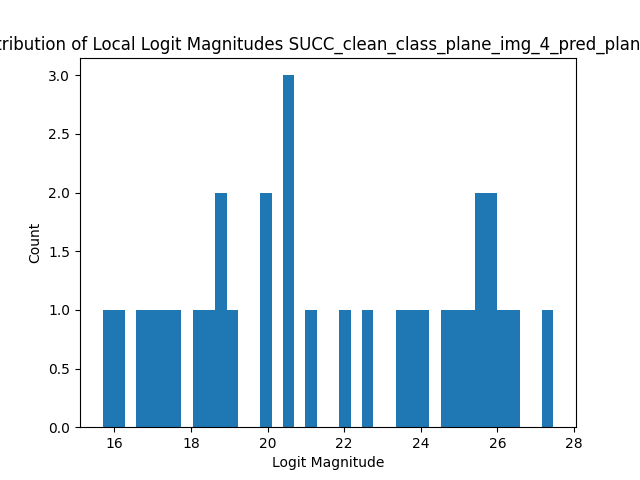 tribution of Local Logit Magnitudes SUCC_clean_class_plane_img_4_pred_plan
3.0
2.5
2.0
1.5
1.0
0.5
0.0
Count
16 18 20 22 24 26 28
Logit Magnitude